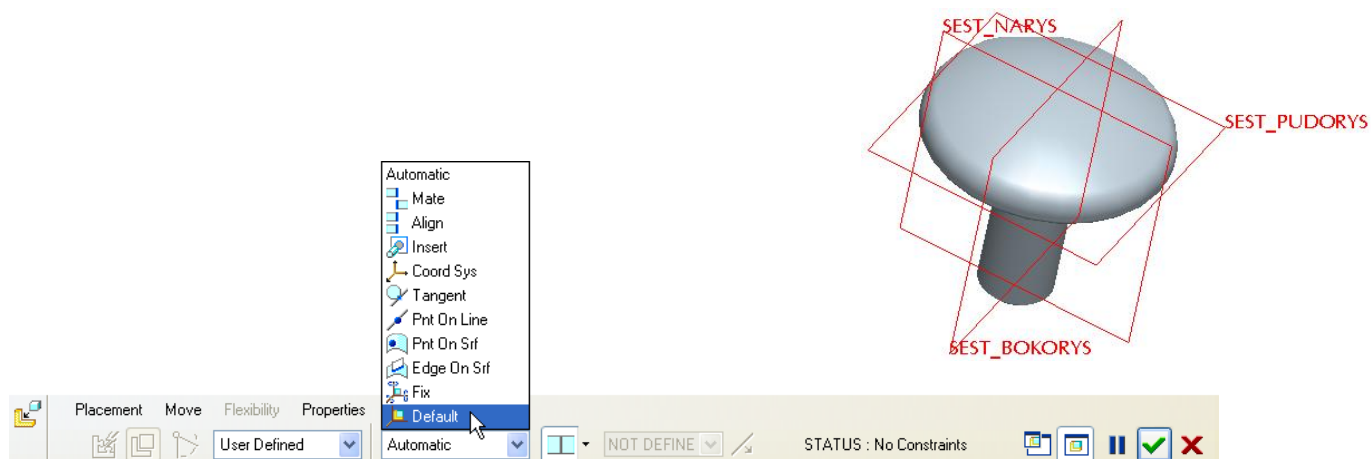 SEST_NARYS
SEST_PUDORYS
SEST_BOKORYS
Automatic
Mate
Align
Insert
Coord Sys
Tangent
Pnt On Line
Pnt On Srf
Edge On Srf
Fix
Default
Placement Move Flexibility Properties
User Defined Automatic NOT DEFINE STATUS : No Constraints